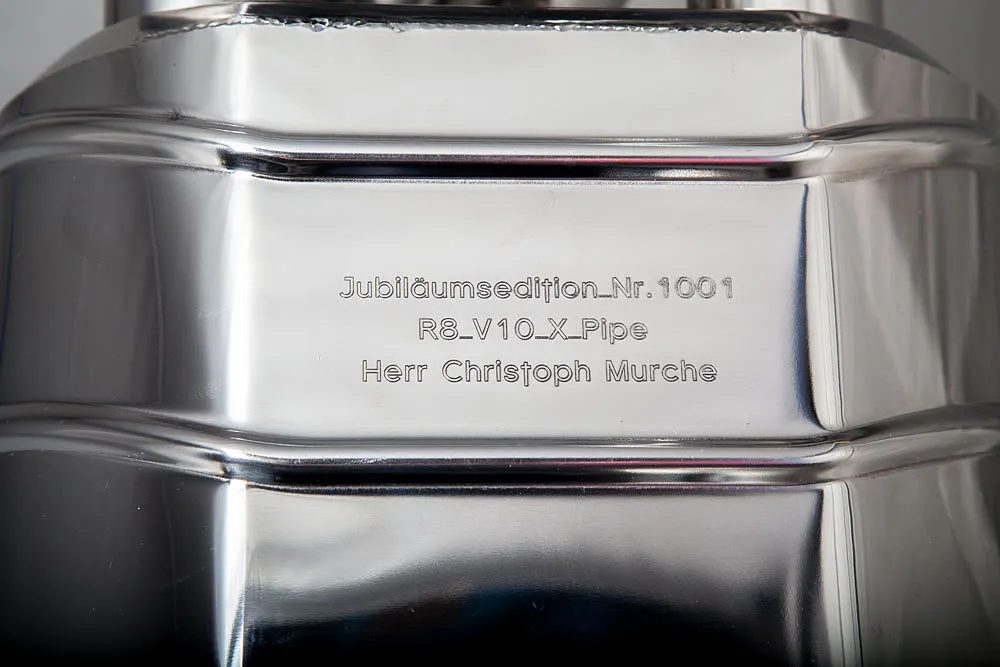 Jubiläumsedition_Nr.1001
R8_V10_X_Pipe
Herr Christoph Murche